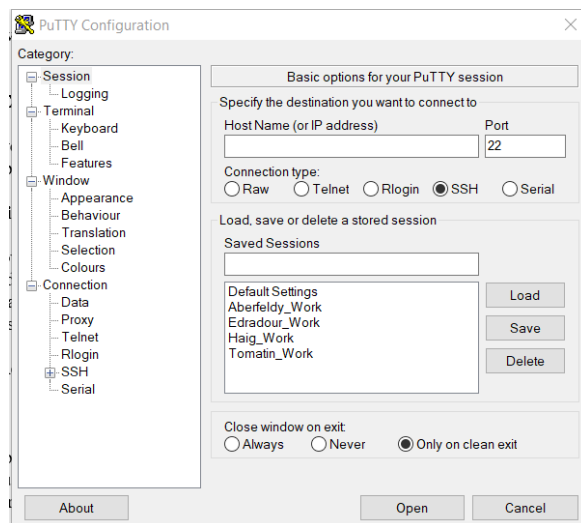 PuTTY Configuration
Category:
Session
Logging
Terminal
Keyboard
Bell
Features
Window
Appearance
Behaviour
Translation
Selection
Colours
Connection
Data
Proxy
Telnet
Rlogin
SSH
Serial
Basic options for your PuTTY session
Specify the destination you want to connect to
Host Name (or IP address) Port
22
Connection type:
Raw Telnet Rlogin SSH Serial
Load, save or delete a stored session
Saved Sessions
Default Settings
Aberfeldy_Work
Edradour_Work
Haig_Work
Tomatin_Work
Load
Save
Delete
Close window on exit:
Always Never Only on clean exit
About Open Cancel